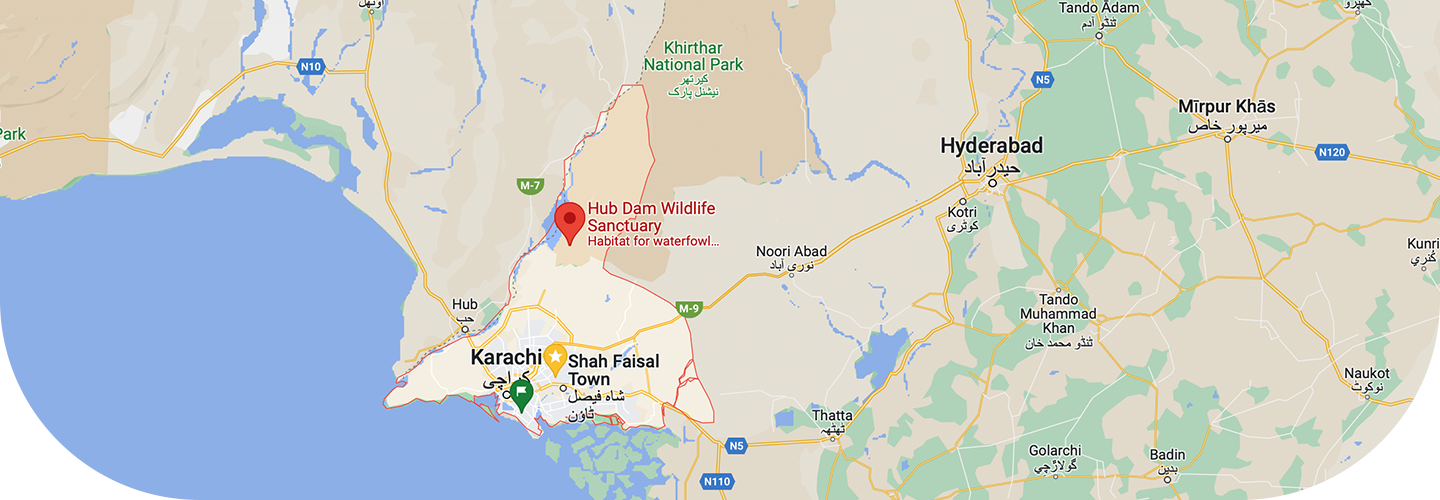 اوتھل
N10
Park
Khirthar
National Park
کیرتھر
نیشنل پارک
Tando Ādam
ٹنڈو آدم
N5
Mīrpur Khās
میرپور خاص
N120
Hyderabad
حیدر آباد
Kotri
کوٹری
M-7
Hub Dam Wildlife
Sanctuary
Habitat for waterfowl...
Noori Abad
نوری آباد
Kunri
ڪنري
Hub
حب
M-9
Tando
Muhammad
Khan
ٹنڈو محمد خان
Karachi
کراچی
Shah Faisal
Town
شاہ فیصل
ٹاؤن
Naukot
نوکوٹ
Thatta
ٹھٹھہ
N5
N110
Golarchi
گولاڑچي
Badin
بدین